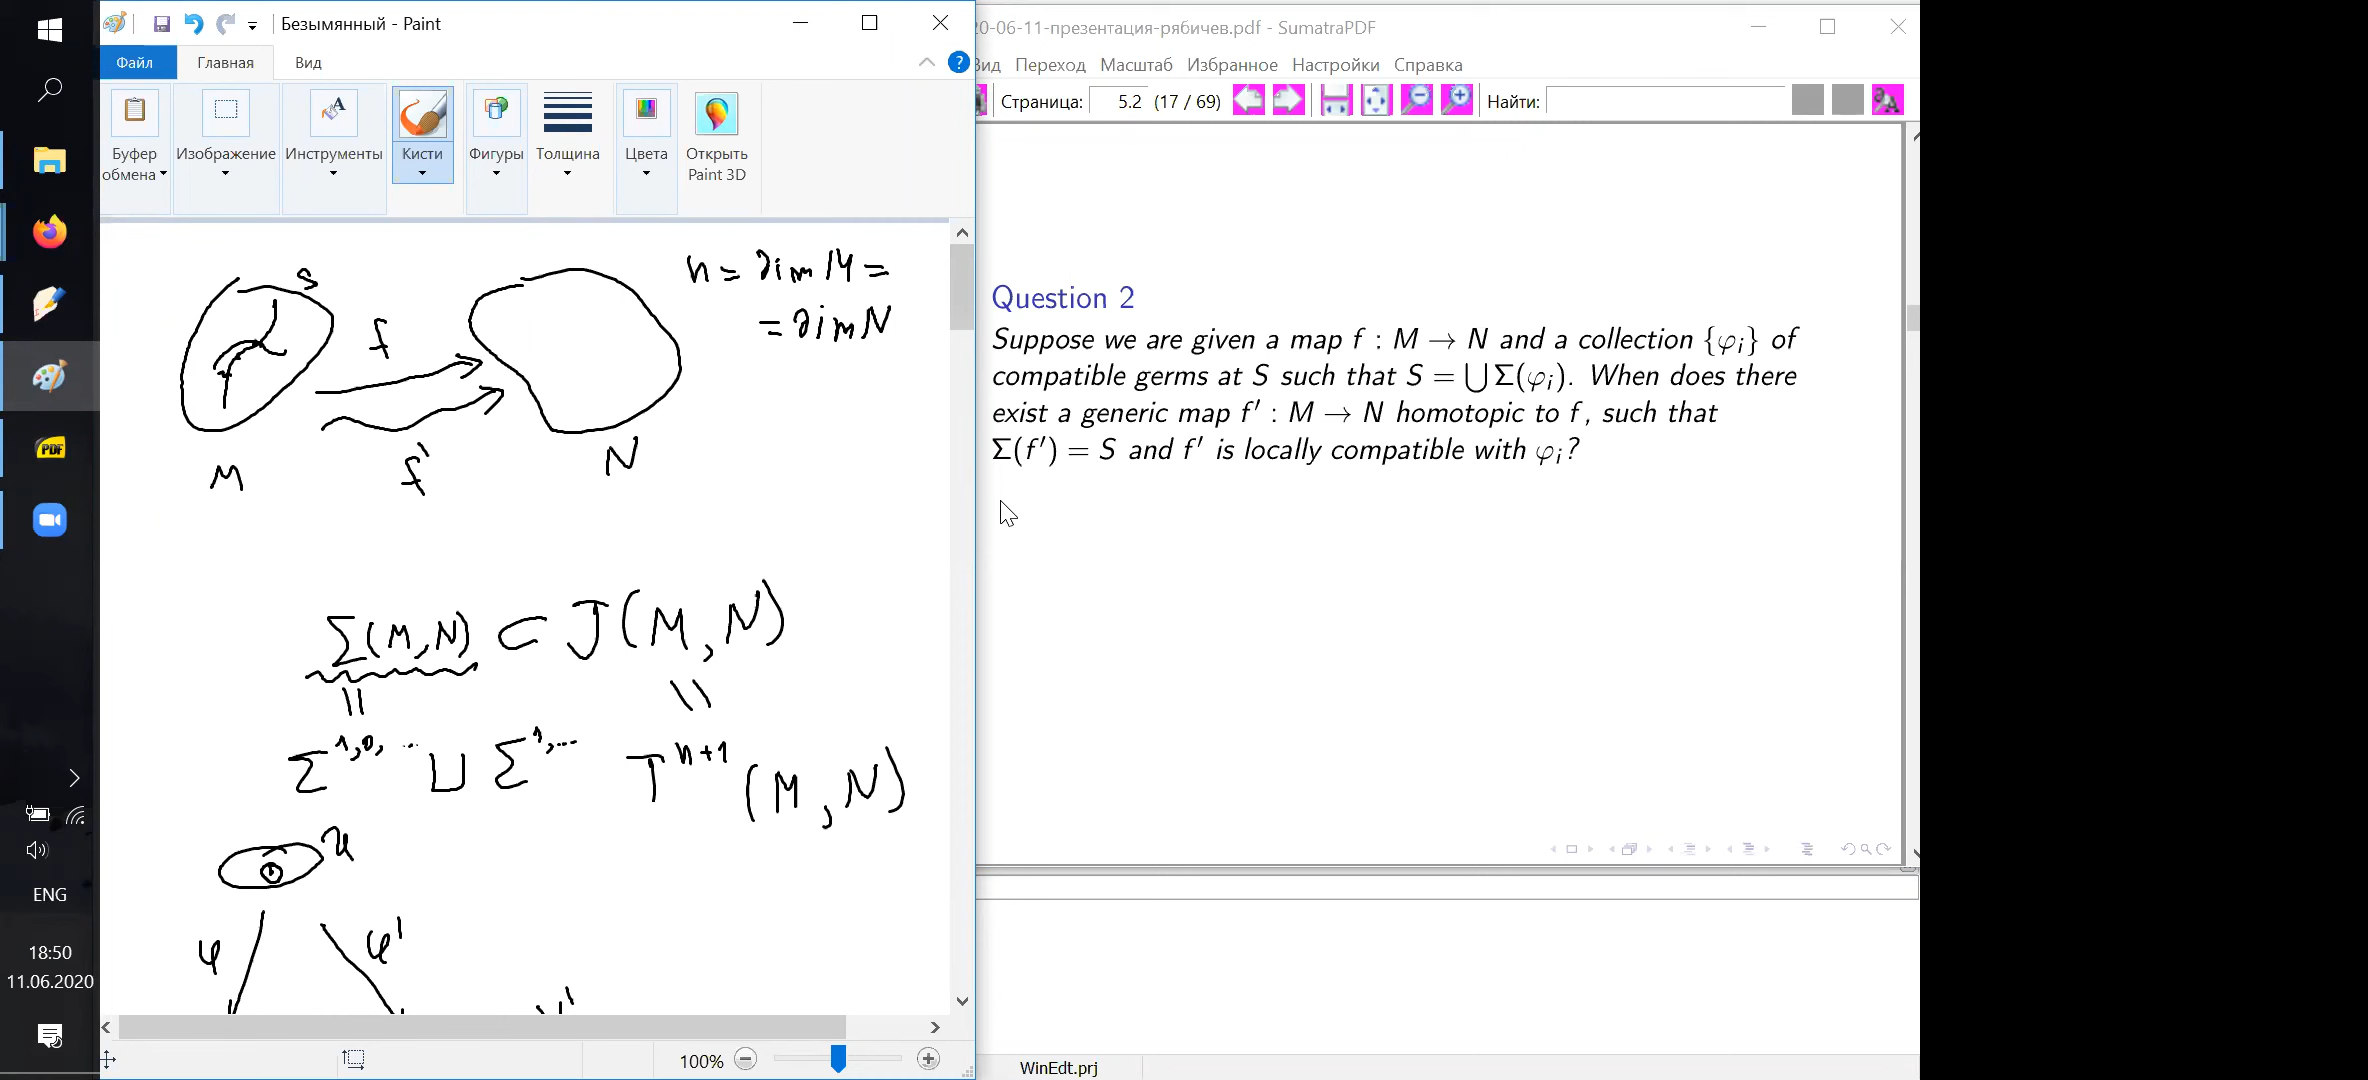 Безымянный - Paint
Файл Главная Вид
Буфер обмена
Изображение
Инструменты
Кисти
Фигуры
Толщина
Цвета
Открыть Paint 3D
S
f
f'
M
N
n = dim M =
= dim N
Σ(M,N) ⊂ J(M,N)
|| \\
Σ^{1,0,...} ⊔ Σ^{1,...} J^{n+1}(M,N)
U
φ φ'
V'
100%
ENG
18:50
11.06.2020
PDF
20-06-11-презентация-рябичев.pdf - SumatraPDF
Вид Переход Масштаб Избранное Настройки Справка
Страница: 5.2 (17 / 69) Найти:
Question 2
Suppose we are given a map f : M → N and a collection {φᵢ} of
compatible germs at S such that S = ⋃ Σ(φᵢ). When does there
exist a generic map f′ : M → N homotopic to f, such that
Σ(f′) = S and f′ is locally compatible with φᵢ?
WinEdt.prj